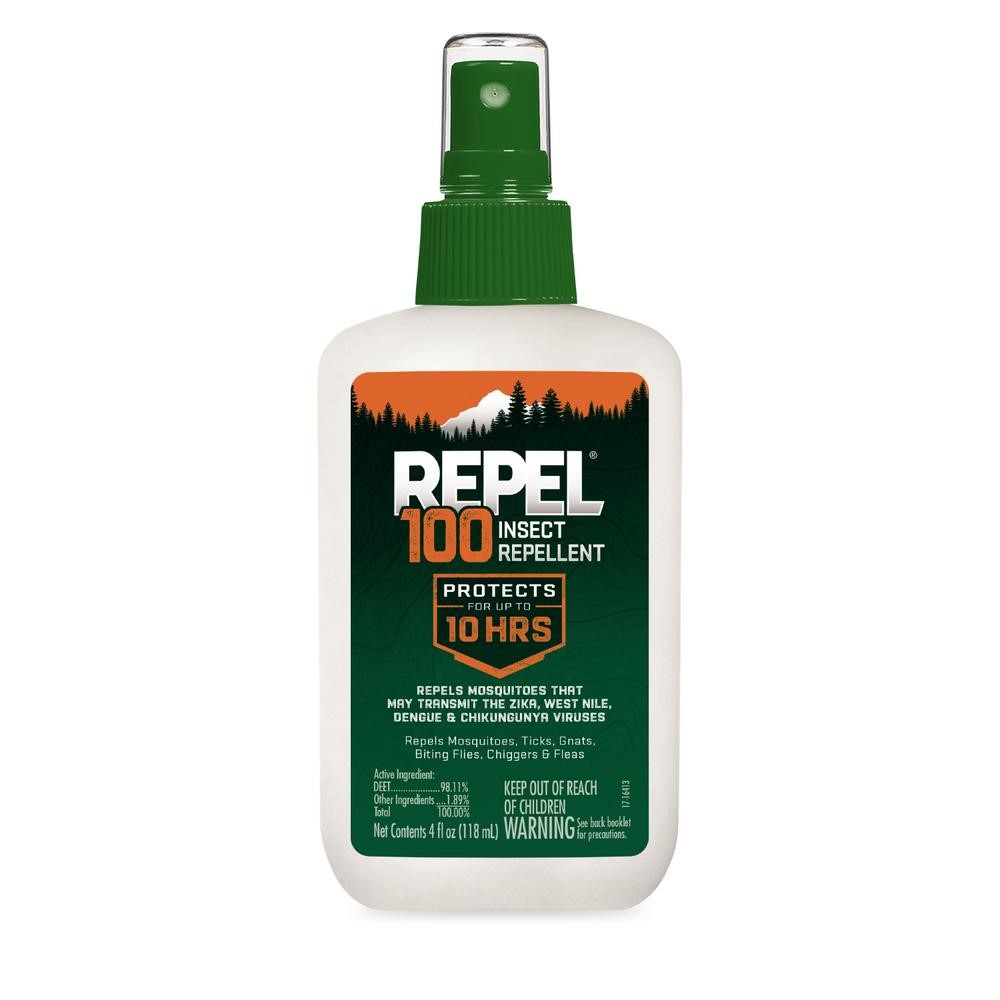 REPEL®
100 INSECT
REPELLENT
PROTECTS
FOR UP TO
10 HRS
REPELS MOSQUITOES THAT
MAY TRANSMIT THE ZIKA, WEST NILE,
DENGUE & CHIKUNGUNYA VIRUSES
Repels Mosquitoes, Ticks, Gnats,
Biting Flies, Chiggers & Fleas
Active Ingredient:
DEET....................98.11%
Other Ingredients....1.89%
Total 100.00%
Net Contents 4 fl oz (118 mL)
KEEP OUT OF REACH
OF CHILDREN
WARNING See back booklet
for precautions.
17-16413